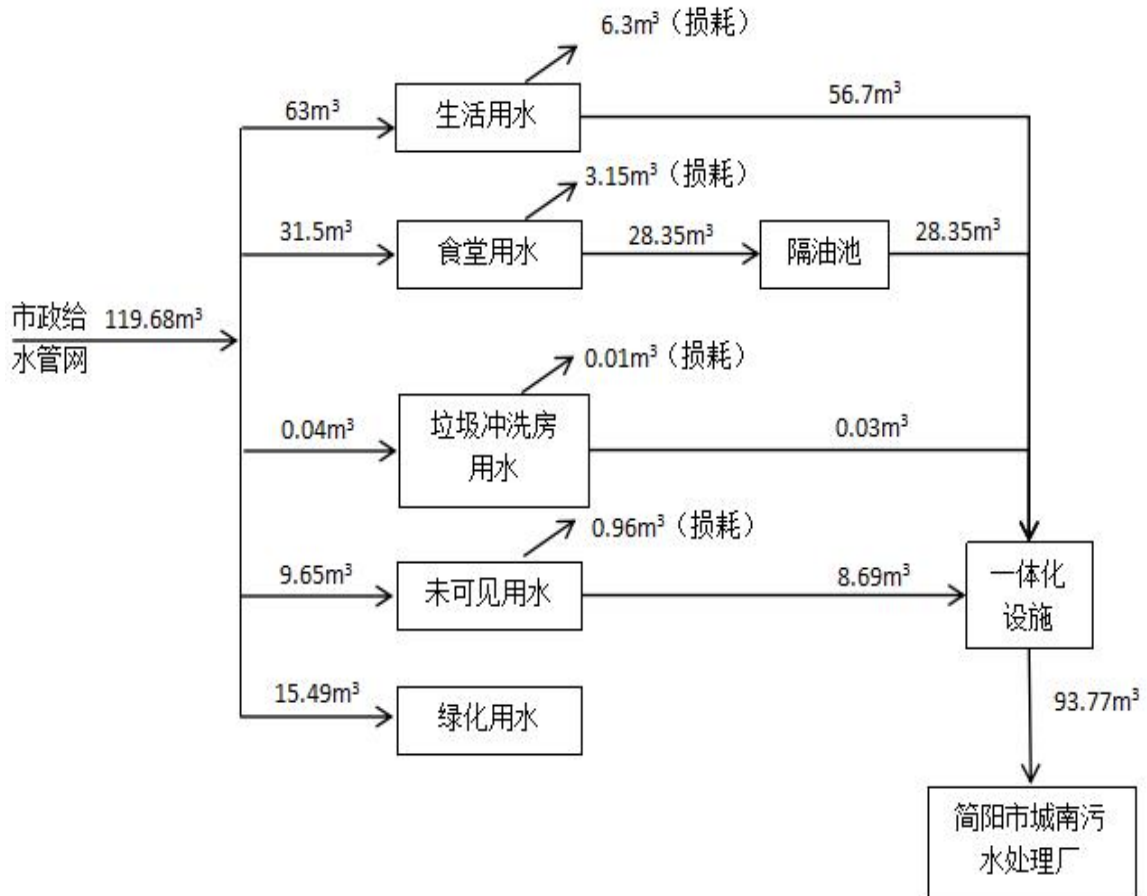 6.3m³（损耗）
63m³
生活用水
56.7m³
3.15m³（损耗）
31.5m³
食堂用水
28.35m³
隔油池
28.35m³
市政给
水管网
119.68m³
0.01m³（损耗）
0.04m³
垃圾冲洗房
用水
0.03m³
0.96m³（损耗）
9.65m³
未可见用水
8.69m³
一体化
设施
15.49m³
绿化用水
93.77m³
简阳市城南污
水处理厂